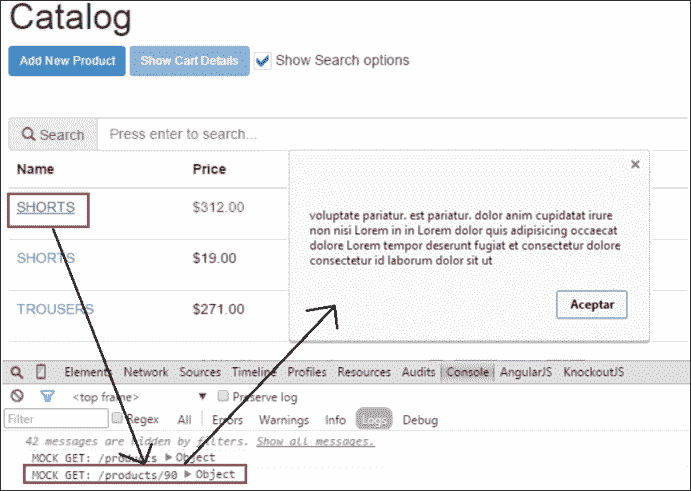 Catalog
Add New Product Show Cart Details Show Search options
Search Press enter to search...
Name Price
×
SHORTS $312.00
voluptate pariatur. est pariatur. dolor anim cupidatat irure
non nisi Lorem in in Lorem dolor quis adipisicing occaecat
dolore Lorem tempor deserunt fugiat et consectetur dolore
consectetur id laborum dolor sit ut
SHORTS $19.00
Aceptar
TROUSERS $271.00
Elements Network Sources Timeline Profiles Resources Audits Console AngularJS KnockoutJS
<top frame> Preserve log
Filter Regex All Errors Warnings Info Logs Debug
42 messages are hidden by filters. Show all messages.
MOCK GET: /products Object
MOCK GET: /products/90 Object